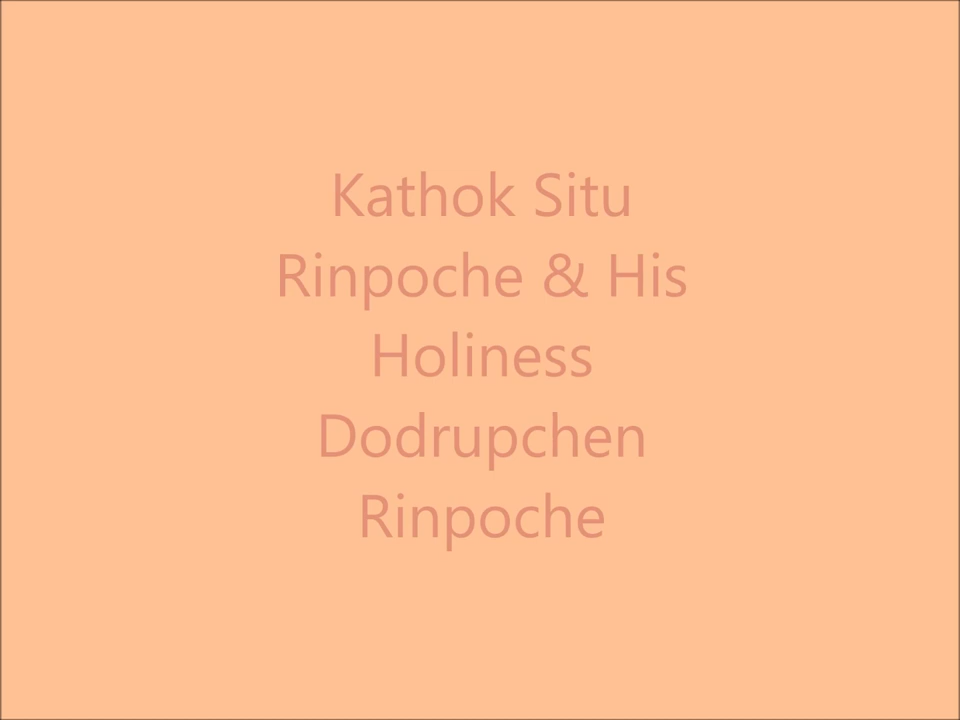 Kathok Situ
Rinpoche & His
Holiness
Dodrupchen
Rinpoche